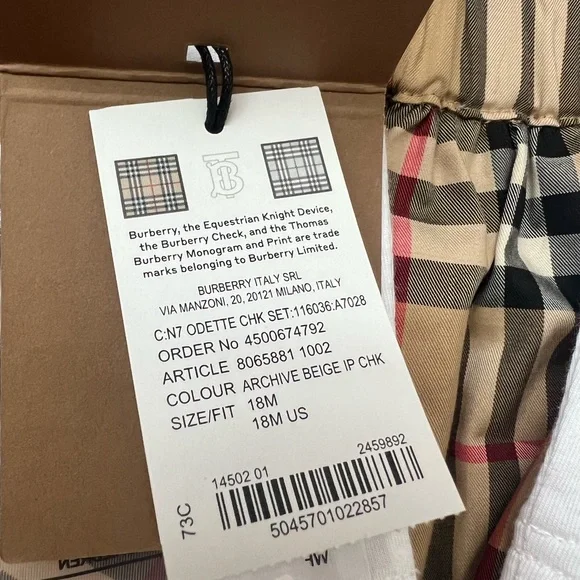 TB
Burberry, the Equestrian Knight Device,
the Burberry Check, and the Thomas
Burberry Monogram and Print are trade
marks belonging to Burberry Limited.
BURBERRY ITALY SRL
VIA MANZONI, 20, 20121 MILANO, ITALY
C:N7 ODETTE CHK SET:116036:A7028
ORDER No 4500674792
ARTICLE 8065881 1002
COLOUR ARCHIVE BEIGE IP CHK
SIZE/FIT 18M
18M US
14502 01 2459892
73C
5045701022857